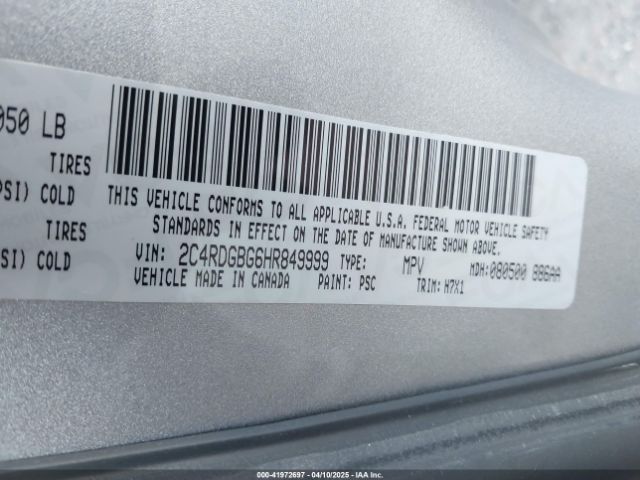 050 LB
TIRES
PSI) COLD
TIRES
SI) COLD
THIS VEHICLE CONFORMS TO ALL APPLICABLE U.S.A. FEDERAL MOTOR VEHICLE SAFETY
STANDARDS IN EFFECT ON THE DATE OF MANUFACTURE SHOWN ABOVE.
VIN: 2C4RDGBG6HR849999 TYPE: MPV MDH:080500 886AA
VEHICLE MADE IN CANADA PAINT: PSC TRIM: H7X1
000-41972697 - 04/10/2025 - IAA Inc.